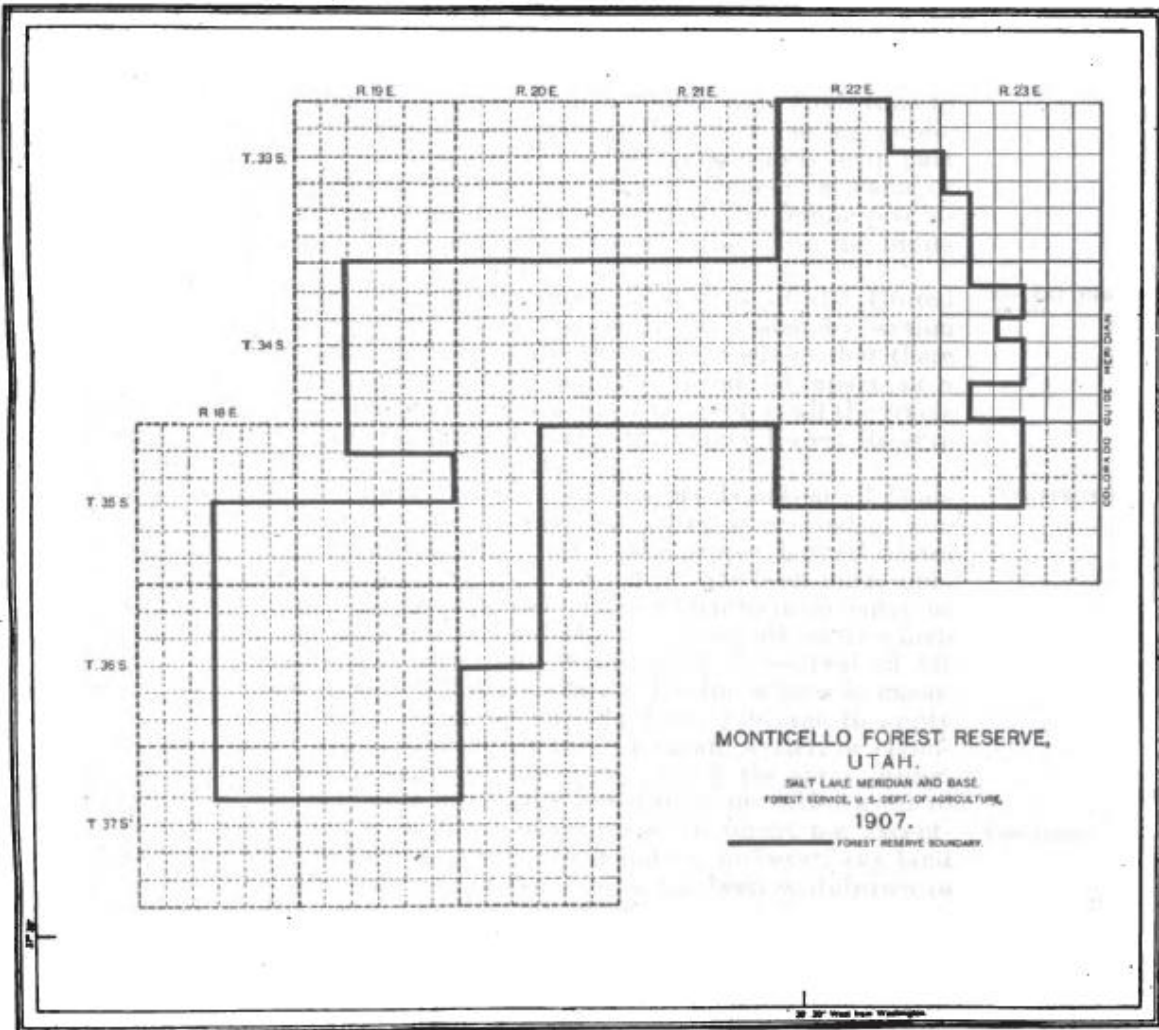 R. 19 E. R. 20 E. R. 21 E. R. 22 E. R. 23 E.
T. 33 S.
T. 34 S.
COLORADO GUIDE MERIDIAN
R. 18 E.
T. 35 S.
T. 36 S.
T. 37 S.
MONTICELLO FOREST RESERVE,
UTAH.
SALT LAKE MERIDIAN AND BASE.
FOREST SERVICE, U. S. DEPT. OF AGRICULTURE,
1907.
FOREST RESERVE BOUNDARY.
West from Washington